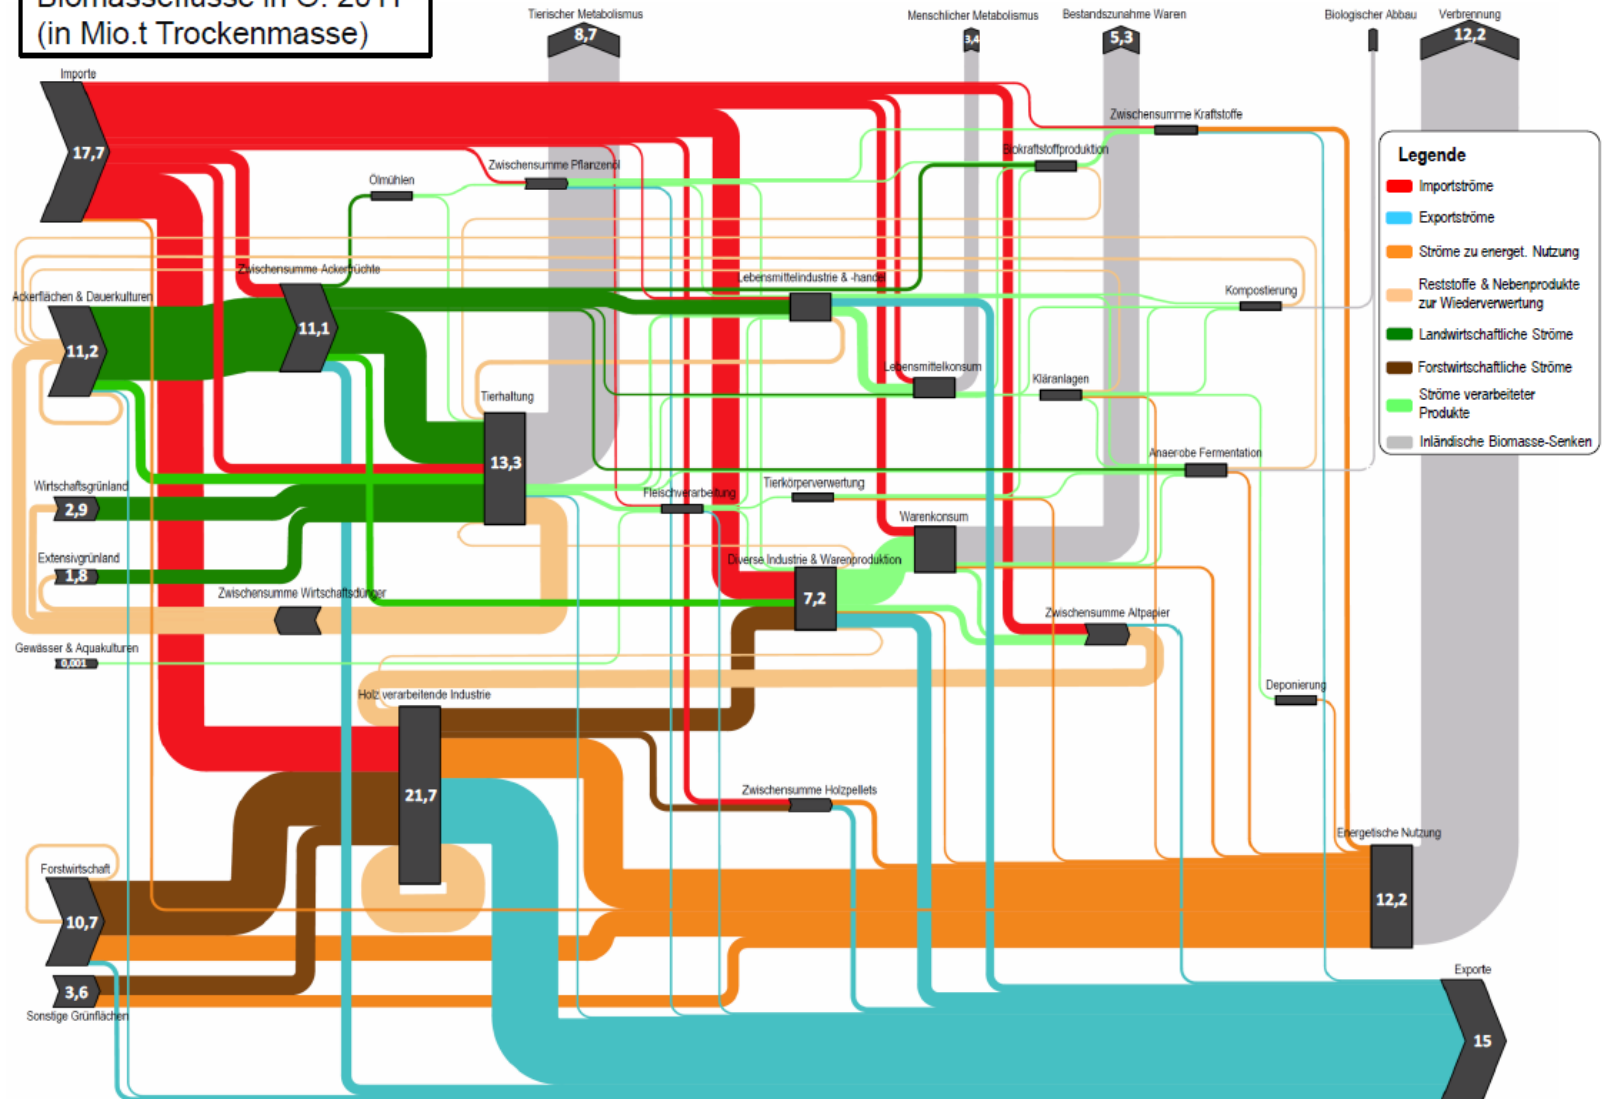 Biomasseflüsse in Ö. 2011
(in Mio.t Trockenmasse)
Tierischer Metabolismus
8,7
Menschlicher Metabolismus
3,4
Bestandszunahme Waren
5,3
Biologischer Abbau
Verbrennung
12,2
Importe
17,7
Zwischensumme Kraftstoffe
Biokraftstoffproduktion
Zwischensumme Pflanzenöl
Ölmühlen
Legende
Importströme
Exportströme
Ströme zu energet. Nutzung
Reststoffe & Nebenprodukte
zur Wiederverwertung
Landwirtschaftliche Ströme
Forstwirtschaftliche Ströme
Ströme verarbeiteter
Produkte
Inländische Biomasse-Senken
Zwischensumme Ackerfrüchte
11,1
Lebensmittelindustrie & -handel
Kompostierung
Ackerflächen & Dauerkulturen
11,2
Lebensmittelkonsum
Kläranlagen
Tierhaltung
13,3
Anaerobe Fermentation
Wirtschaftsgrünland
2,9
Fleischverarbeitung
Tierkörperverwertung
Warenkonsum
Extensivgrünland
1,8
Diverse Industrie & Warenproduktion
7,2
Zwischensumme Wirtschaftsdünger
Zwischensumme Altpapier
Gewässer & Aquakulturen
0,001
Holz verarbeitende Industrie
21,7
Deponierung
Zwischensumme Holzpellets
Energetische Nutzung
12,2
Forstwirtschaft
10,7
3,6
Sonstige Grünflächen
Exporte
15